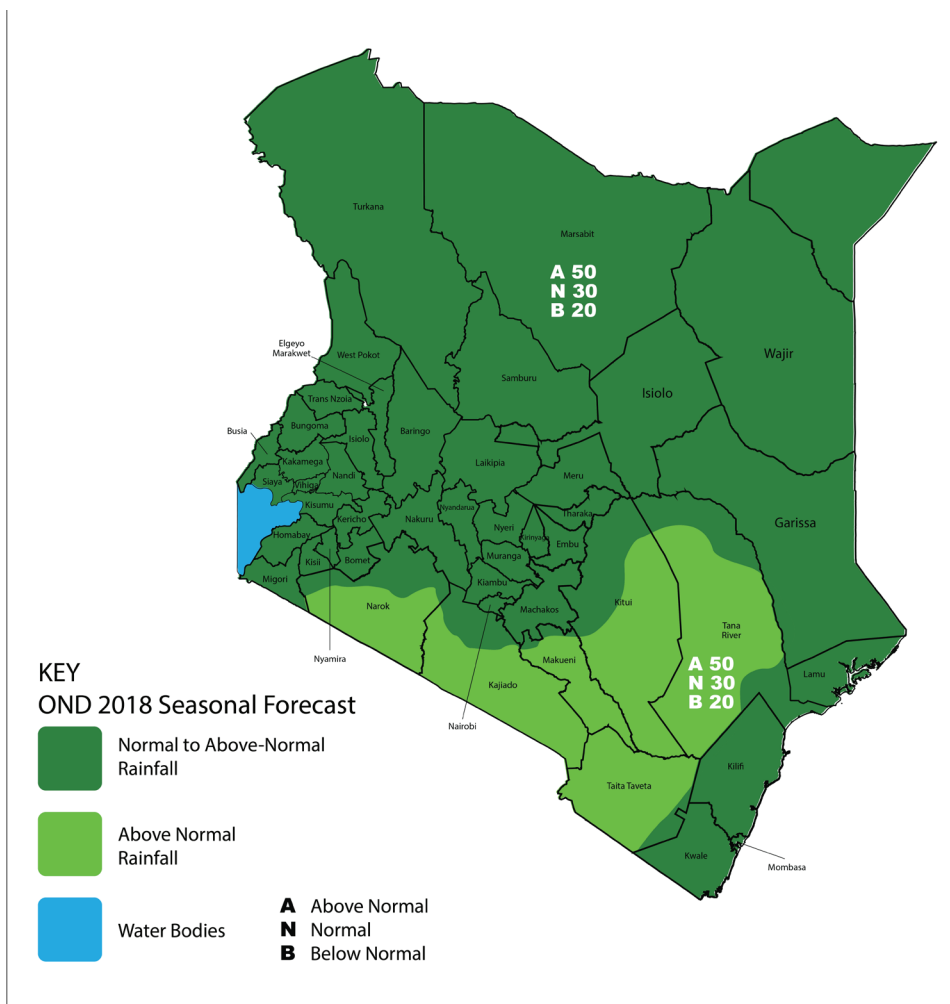 Turkana
Marsabit
A 50
N 30
B 20
Elgeyo
Marakwet
West Pokot
Wajir
Samburu
Isiolo
Trans Nzoia
Bungoma
Busia
Isiolo
Baringo
Kakamega
Laikipia
Nandi
Meru
Siaya
Vihiga
Kisumu
Nyandarua
Tharaka
Kericho
Nakuru
Garissa
Nyeri
Kirinyaga
Homabay
Embu
Muranga
Kisii
Bomet
Migori
Kiambu
Narok
Machakos
Kitui
Tana
River
Nyamira
Makueni
A 50
N 30
B 20
Lamu
Kajiado
Nairobi
Kilifi
Taita Taveta
Kwale
Mombasa
KEY
OND 2018 Seasonal Forecast
Normal to Above-Normal
Rainfall
Above Normal
Rainfall
Water Bodies
A Above Normal
N Normal
B Below Normal